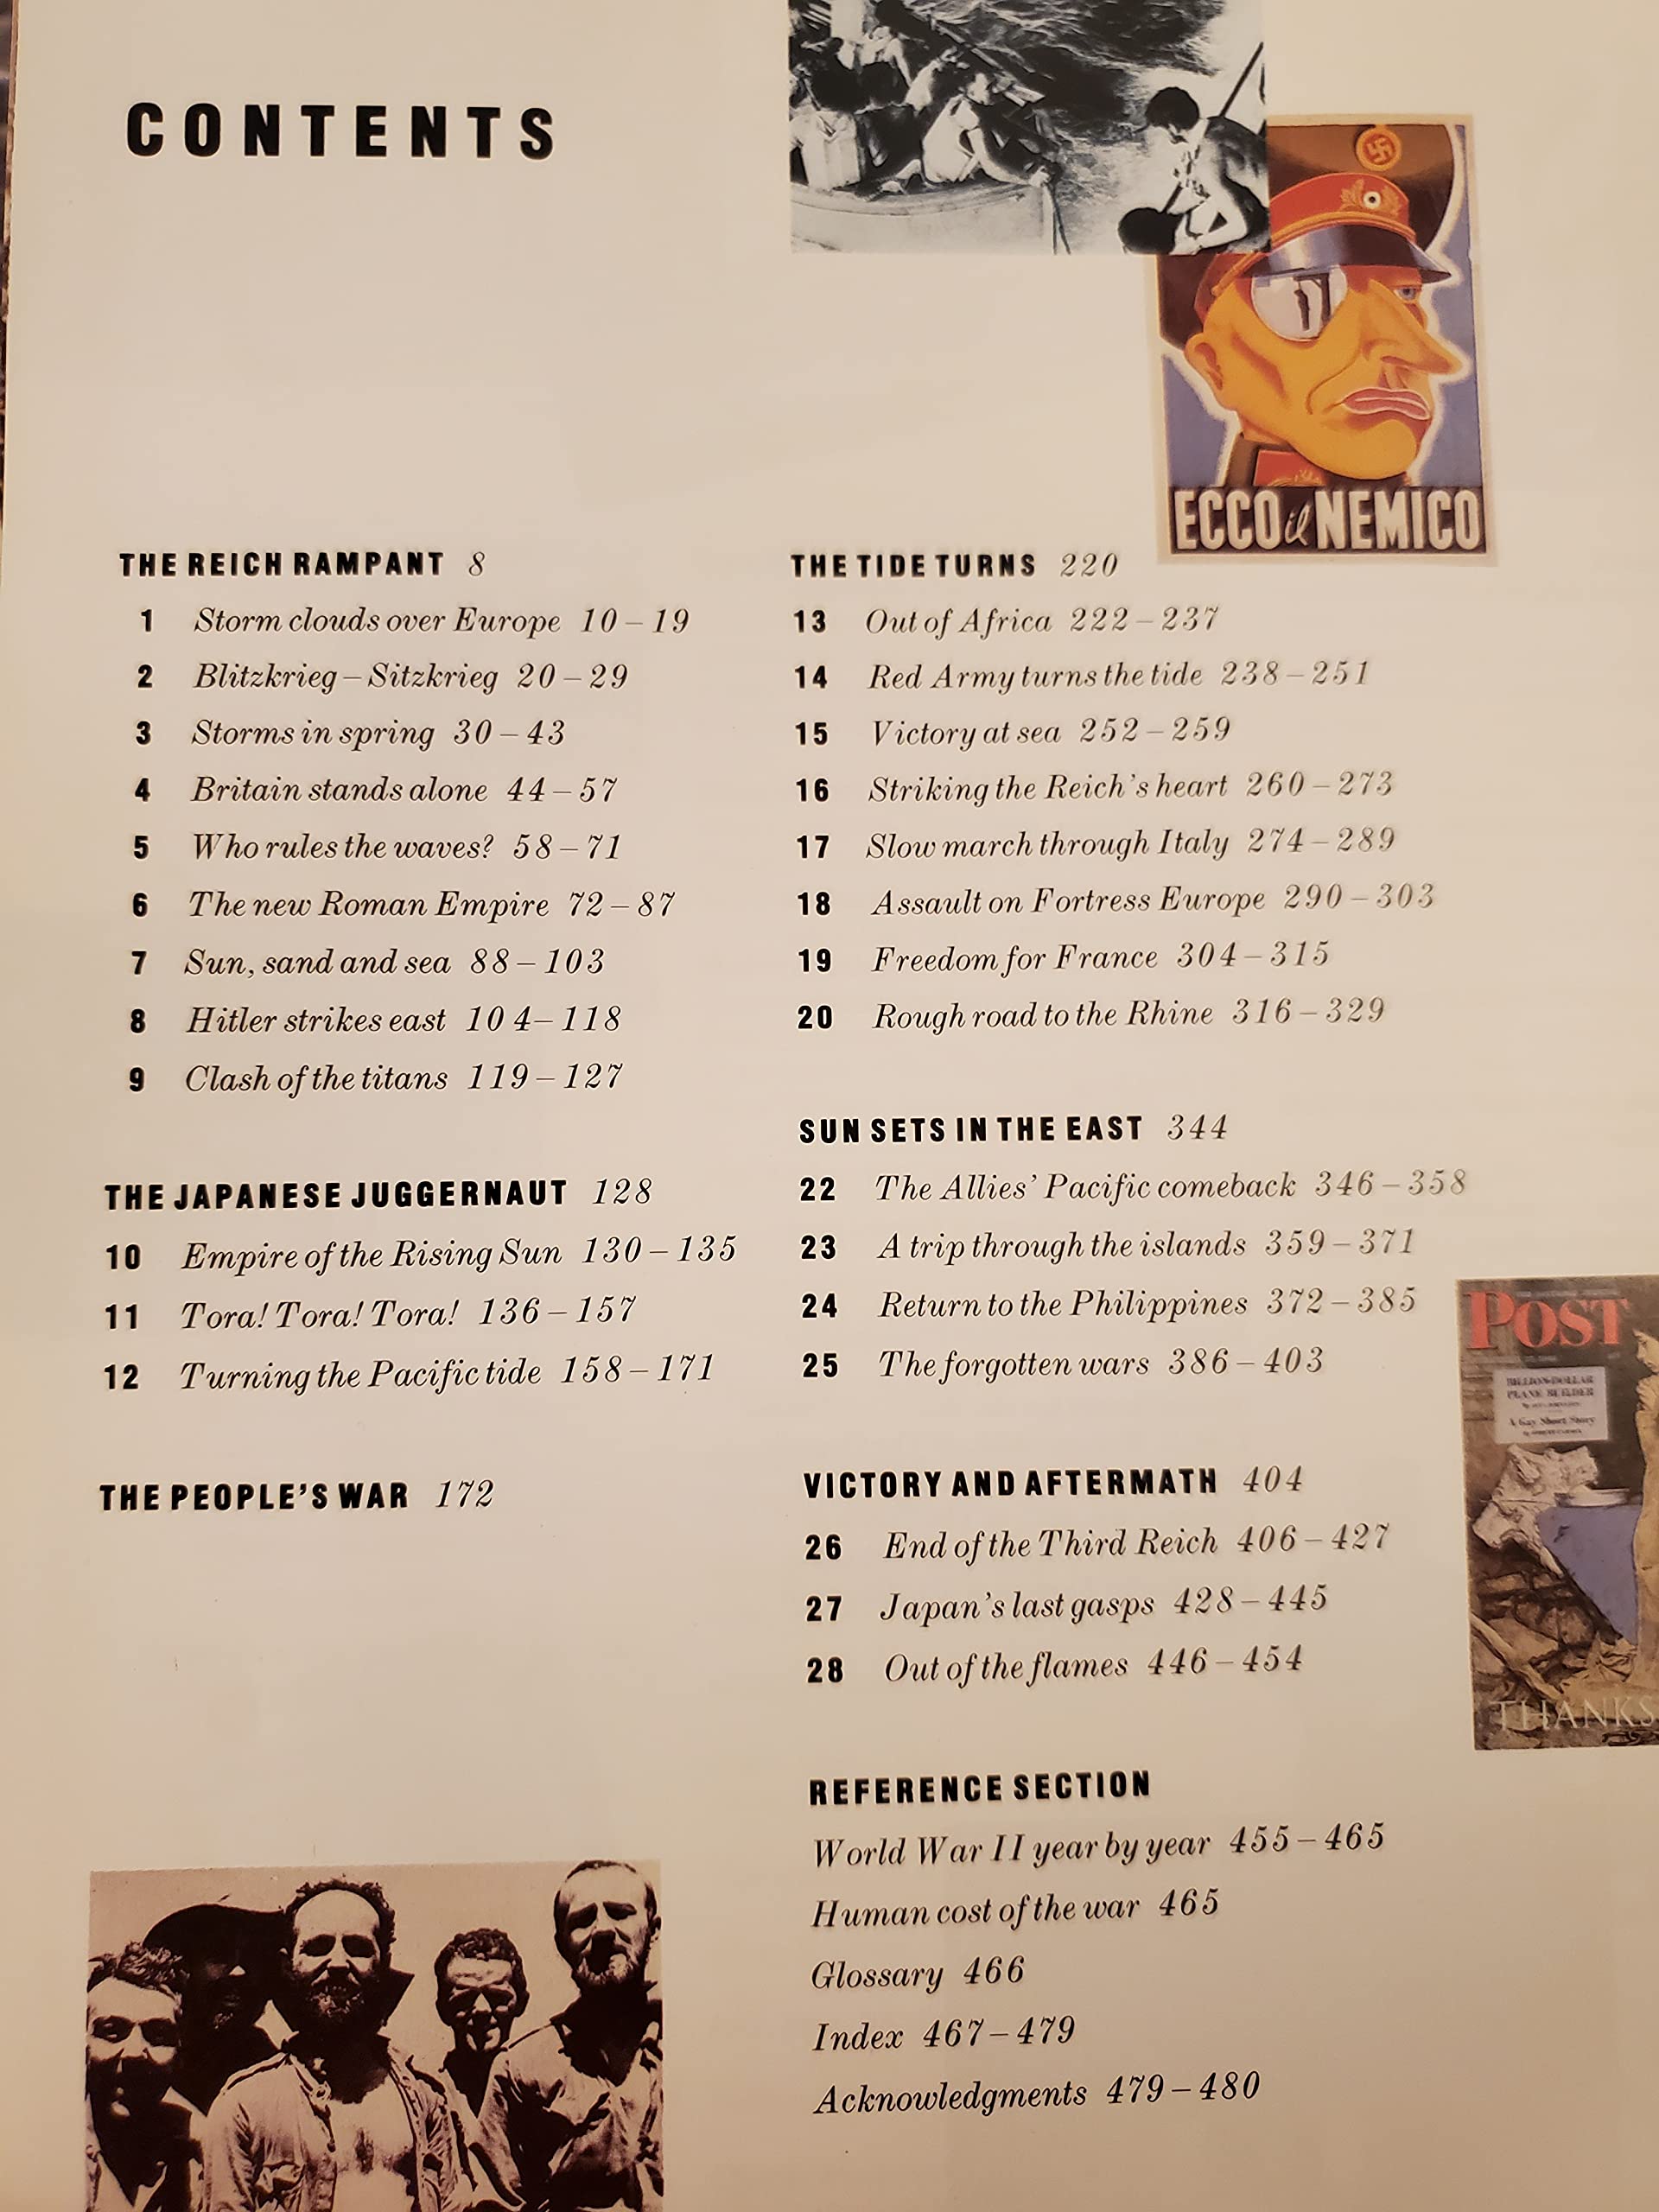 CONTENTS
ECCO il NEMICO
THE REICH RAMPANT 8
1 Storm clouds over Europe 10–19
2 Blitzkrieg–Sitzkrieg 20–29
3 Storms in spring 30–43
4 Britain stands alone 44–57
5 Who rules the waves? 58–71
6 The new Roman Empire 72–87
7 Sun, sand and sea 88–103
8 Hitler strikes east 104–118
9 Clash of the titans 119–127
THE JAPANESE JUGGERNAUT 128
10 Empire of the Rising Sun 130–135
11 Tora! Tora! Tora! 136–157
12 Turning the Pacific tide 158–171
THE PEOPLE'S WAR 172
THE TIDE TURNS 220
13 Out of Africa 222–237
14 Red Army turns the tide 238–251
15 Victory at sea 252–259
16 Striking the Reich's heart 260–273
17 Slow march through Italy 274–289
18 Assault on Fortress Europe 290–303
19 Freedom for France 304–315
20 Rough road to the Rhine 316–329
SUN SETS IN THE EAST 344
22 The Allies' Pacific comeback 346–358
23 A trip through the islands 359–371
24 Return to the Philippines 372–385
25 The forgotten wars 386–403
VICTORY AND AFTERMATH 404
26 End of the Third Reich 406–427
27 Japan's last gasps 428–445
28 Out of the flames 446–454
REFERENCE SECTION
World War II year by year 455–465
Human cost of the war 465
Glossary 466
Index 467–479
Acknowledgments 479–480
POST
BILLION-DOLLAR
PLANE BUILDER
A Gay Short Story
THANKS